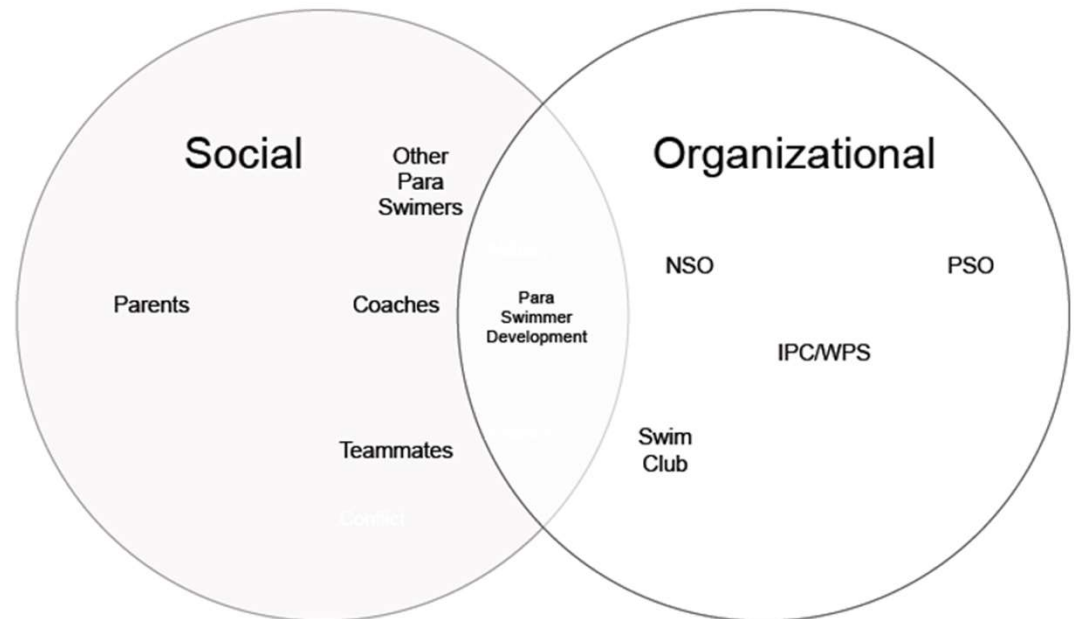 Social
Organizational
Other
Para
Swimers
NSO
PSO
Parents
Coaches
Para
Swimmer
Development
IPC/WPS
Teammates
Swim
Club